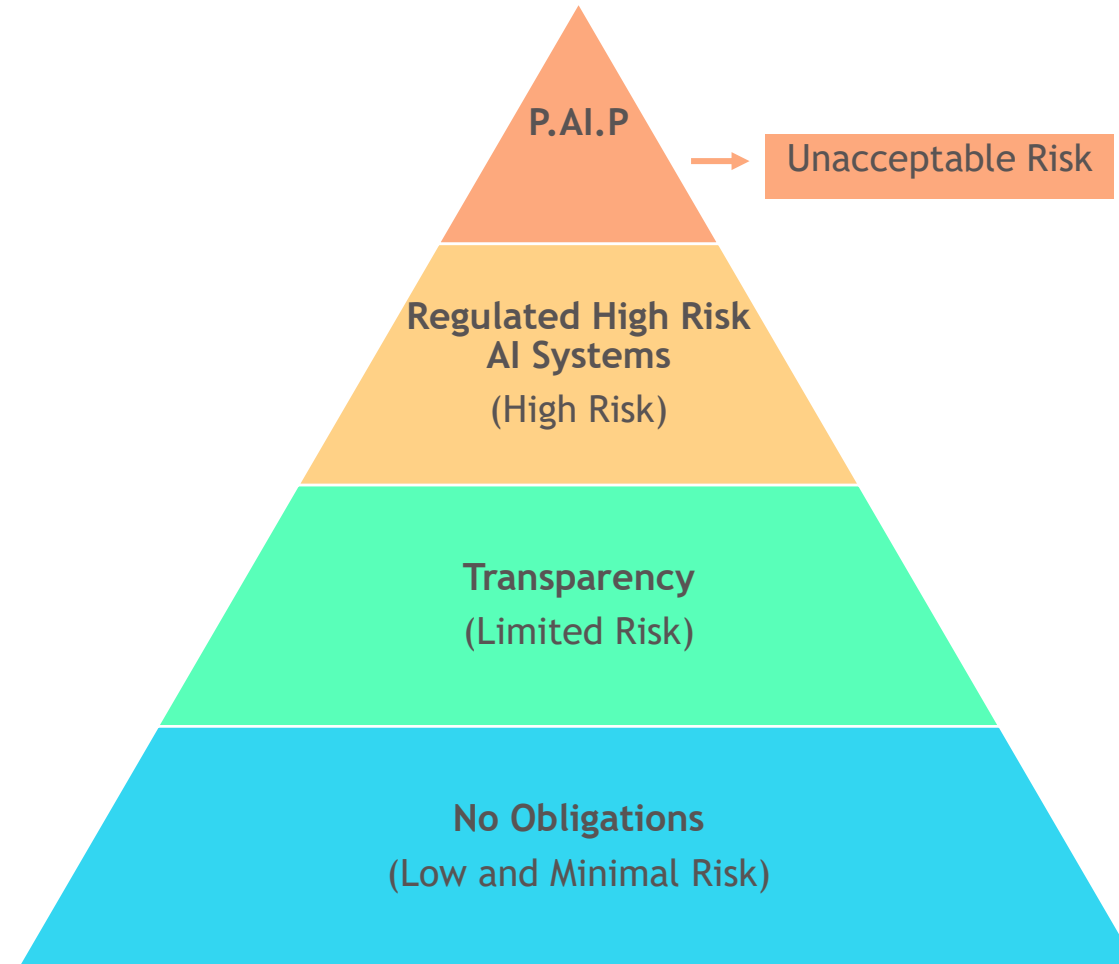 P.AI.P
Unacceptable Risk
Regulated High Risk
AI Systems
(High Risk)
Transparency
(Limited Risk)
No Obligations
(Low and Minimal Risk)